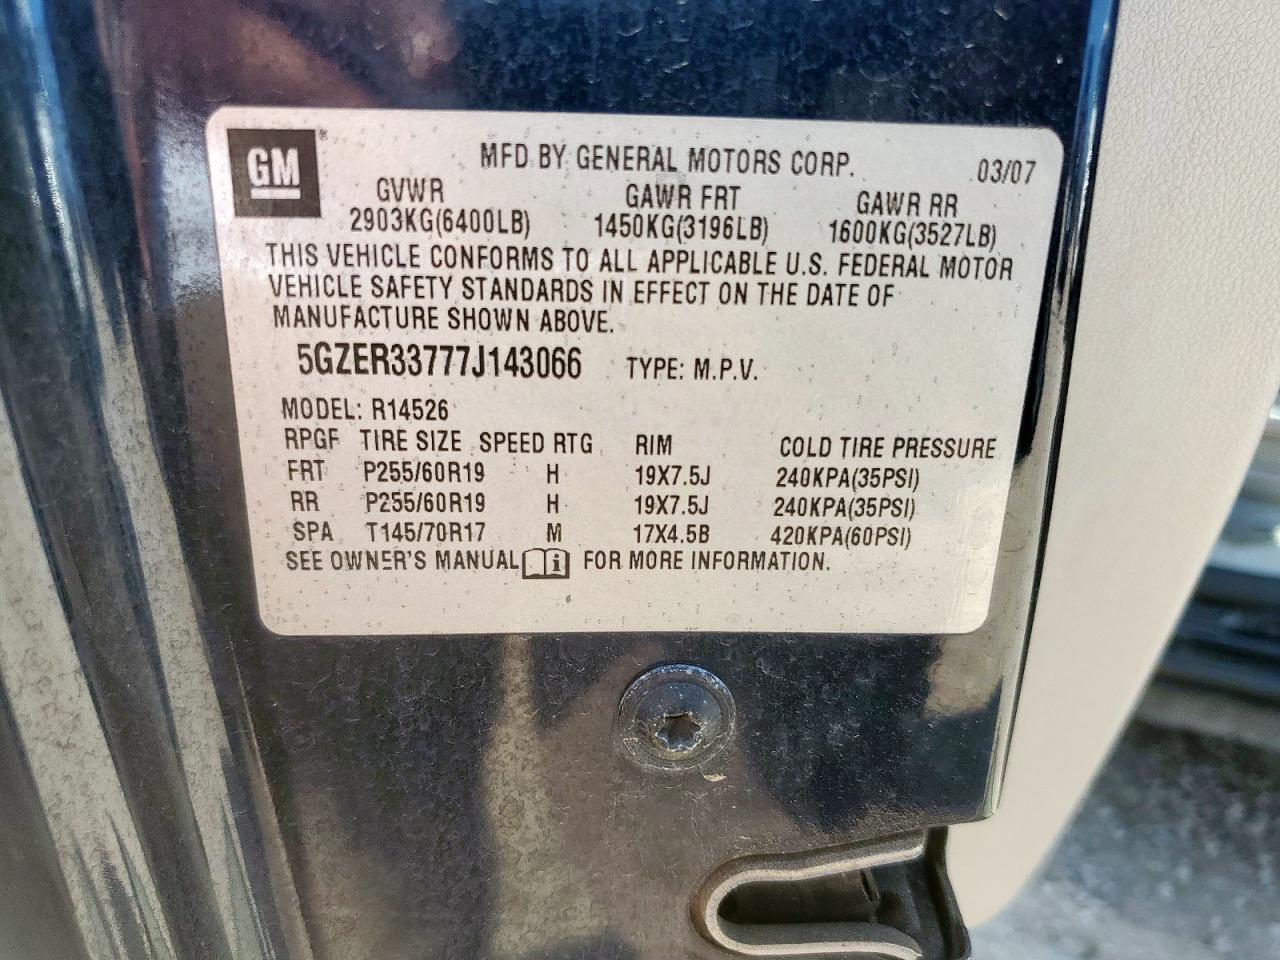 GM
MFD BY GENERAL MOTORS CORP. 03/07
GVWR GAWR FRT GAWR RR
2903KG(6400LB) 1450KG(3196LB) 1600KG(3527LB)
THIS VEHICLE CONFORMS TO ALL APPLICABLE U.S. FEDERAL MOTOR
VEHICLE SAFETY STANDARDS IN EFFECT ON THE DATE OF
MANUFACTURE SHOWN ABOVE.
5GZER33777J143066 TYPE: M.P.V.
MODEL: R14526
RPGF TIRE SIZE SPEED RTG RIM COLD TIRE PRESSURE
FRT P255/60R19 H 19X7.5J 240KPA(35PSI)
RR P255/60R19 H 19X7.5J 240KPA(35PSI)
SPA T145/70R17 M 17X4.5B 420KPA(60PSI)
SEE OWNER'S MANUAL i FOR MORE INFORMATION.